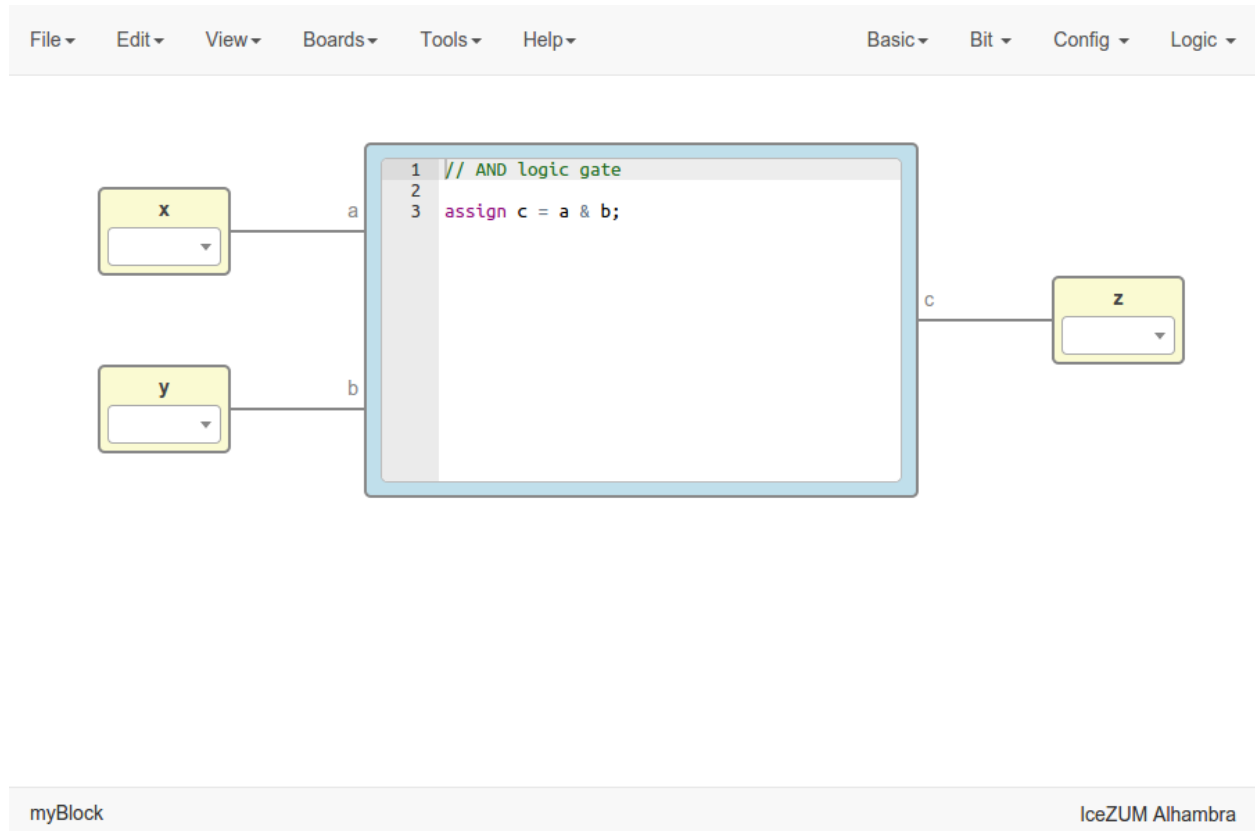 File Edit View Boards Tools Help Basic Bit Config Logic
1 // AND logic gate
2
3 assign c = a & b;
x
a
y
b
c
z
myBlock IceZUM Alhambra